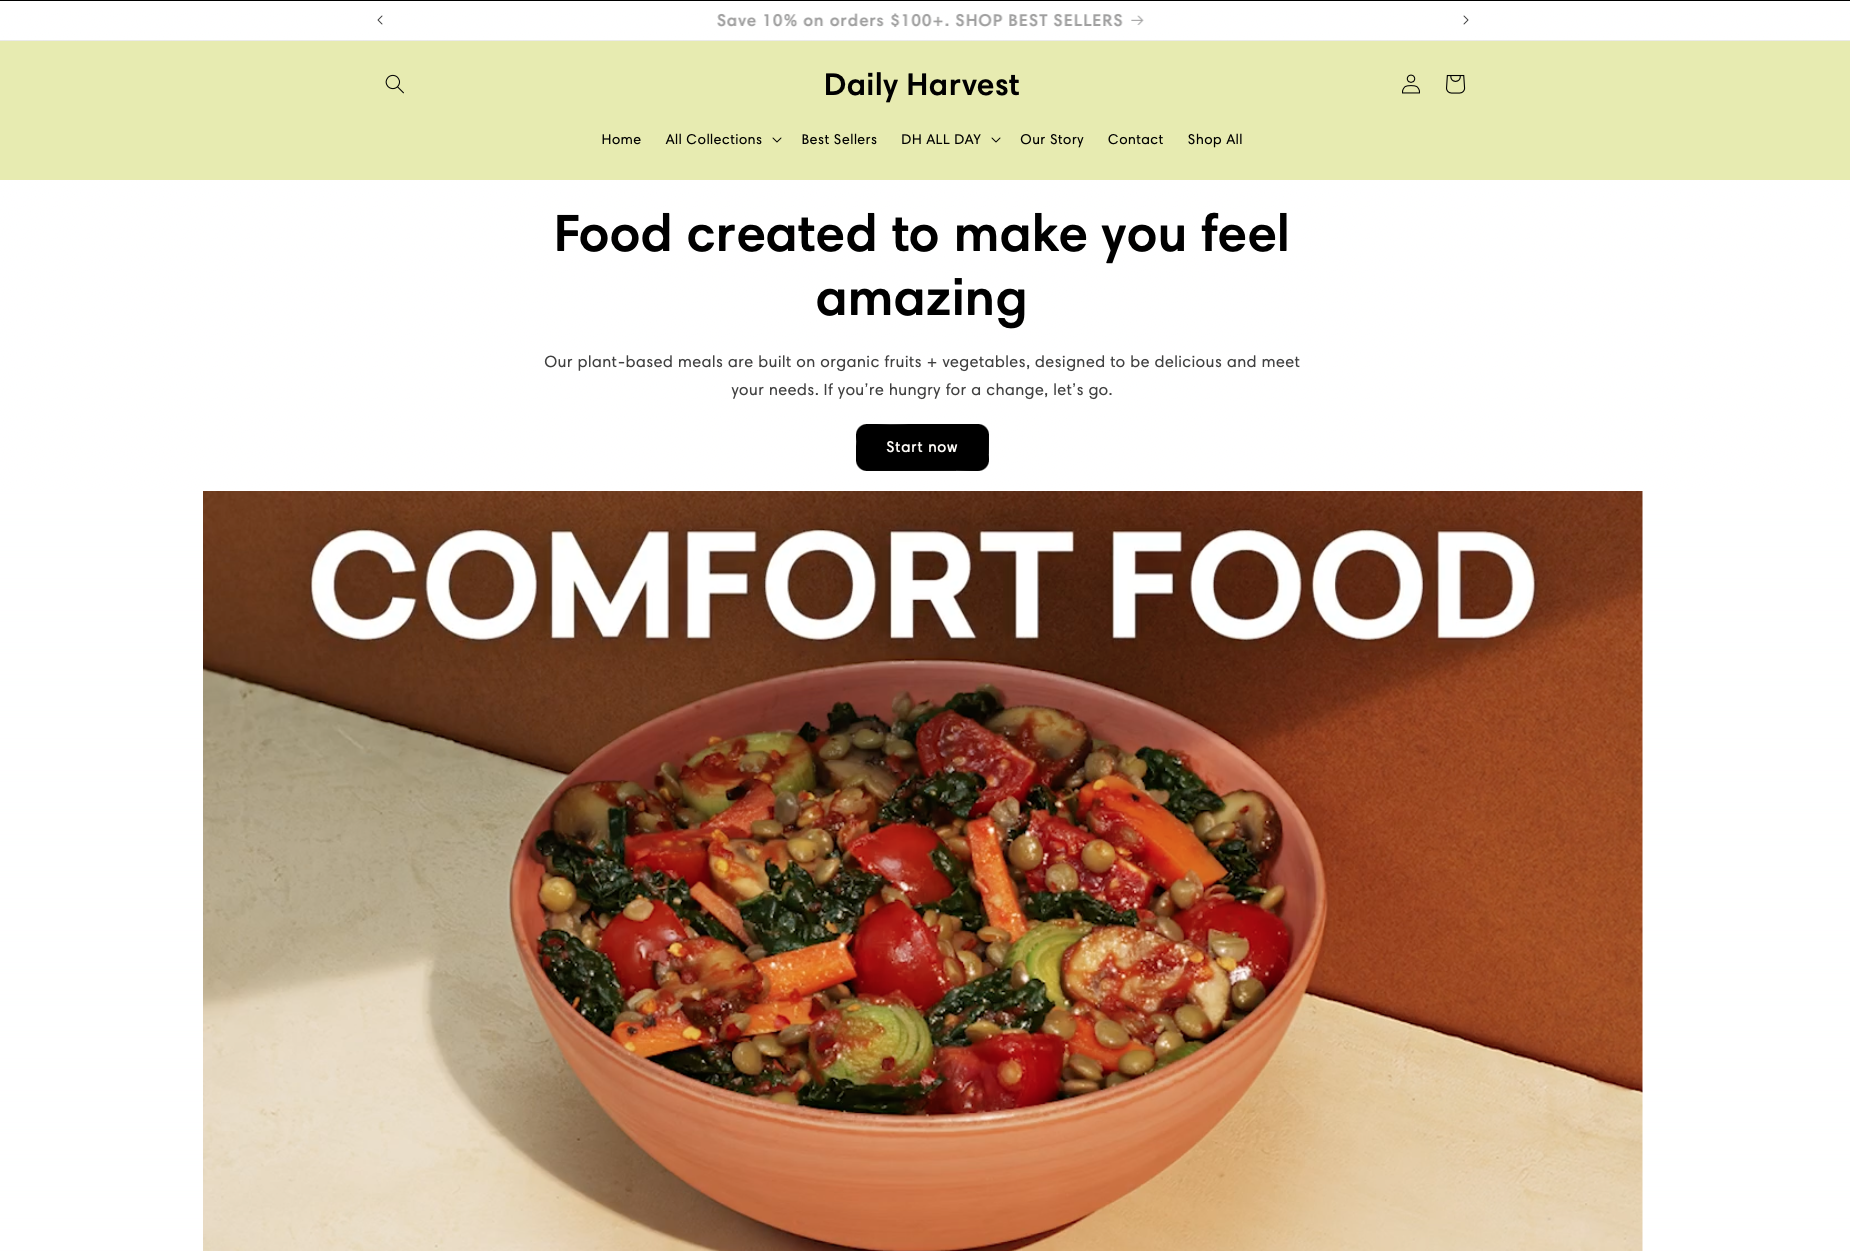 Save 10% on orders $100+. SHOP BEST SELLERS →
Daily Harvest
Home All Collections Best Sellers DH ALL DAY Our Story Contact Shop All
Food created to make you feel
amazing
Our plant-based meals are built on organic fruits + vegetables, designed to be delicious and meet
your needs. If you're hungry for a change, let's go.
Start now
COMFORT FOOD